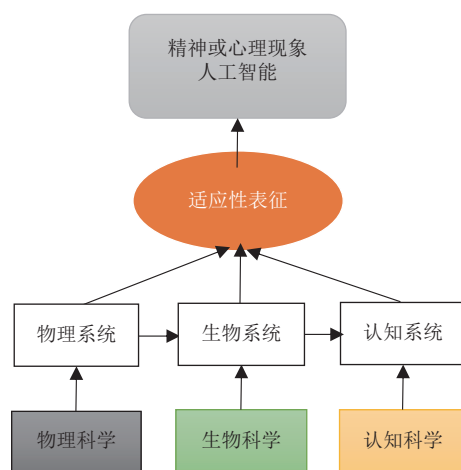 精神或心理现象
人工智能
适应性表征
物理系统
生物系统
认知系统
物理科学
生物科学
认知科学